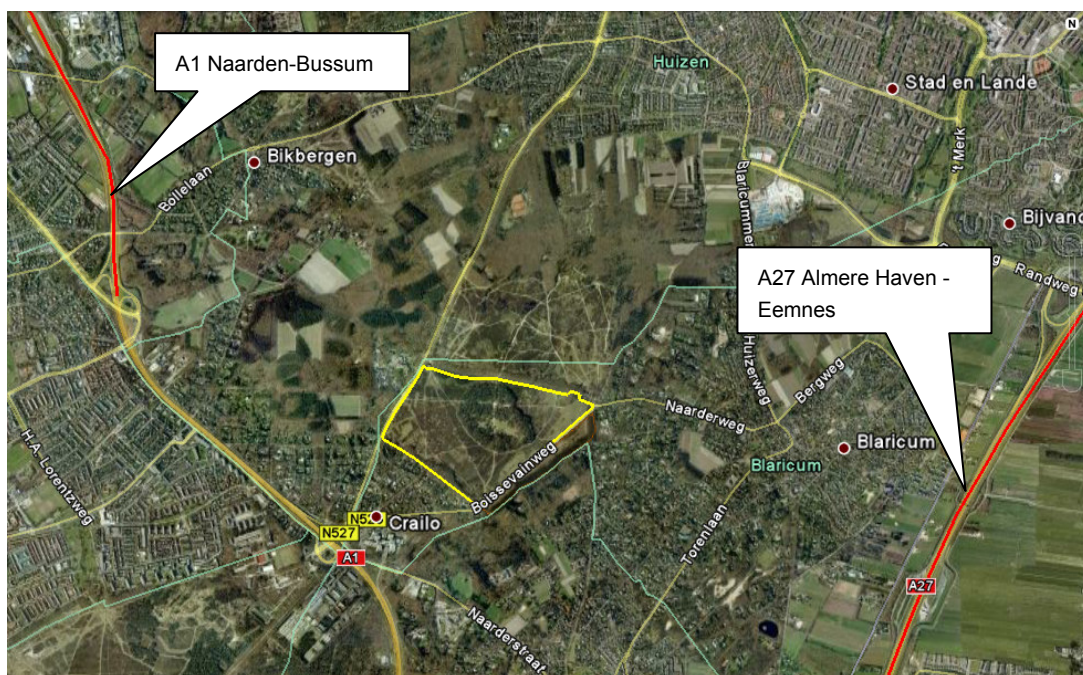 N
A1 Naarden-Bussum
Huizen
Stad en Lande
Bikbergen
Bollelaan
't Merk
Blaricummer
Bijvanc
g Randweg
A27 Almere Haven -
Eemnes
Huizerweg
Bergweg
Naarderweg
Blaricum
Blaricum
H.A. Lorentzweg
Boissevainweg
Torenlaan
N52
Crailo
N527
A1
A27
Naarderstraat